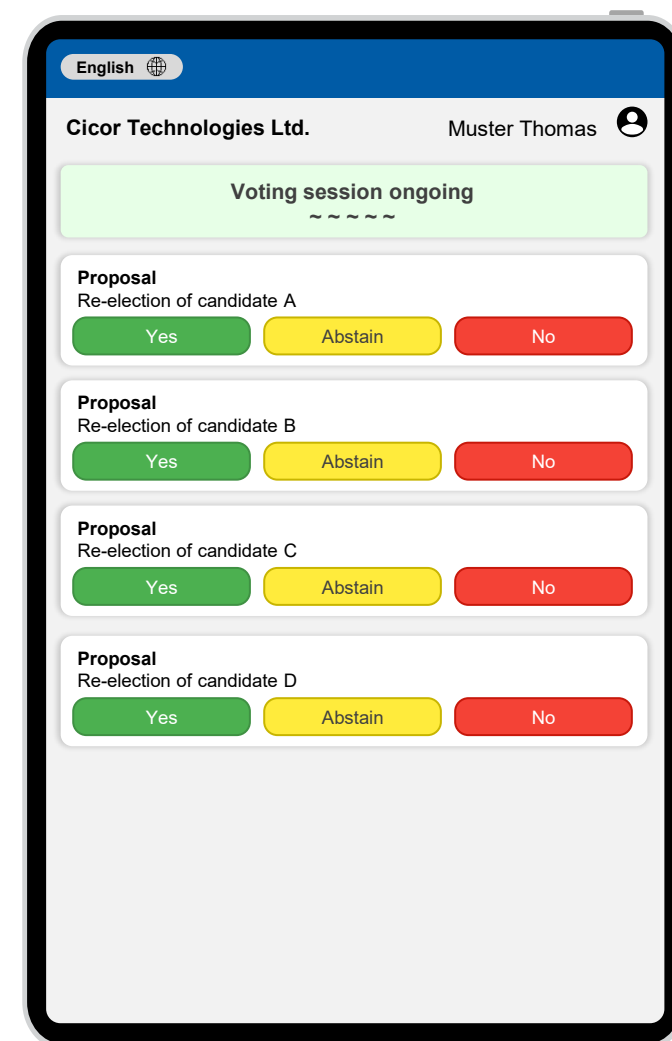 English
Cicor Technologies Ltd. Muster Thomas
Voting session ongoing
~ ~ ~ ~ ~
Proposal
Re-election of candidate A
Yes Abstain No
Proposal
Re-election of candidate B
Yes Abstain No
Proposal
Re-election of candidate C
Yes Abstain No
Proposal
Re-election of candidate D
Yes Abstain No